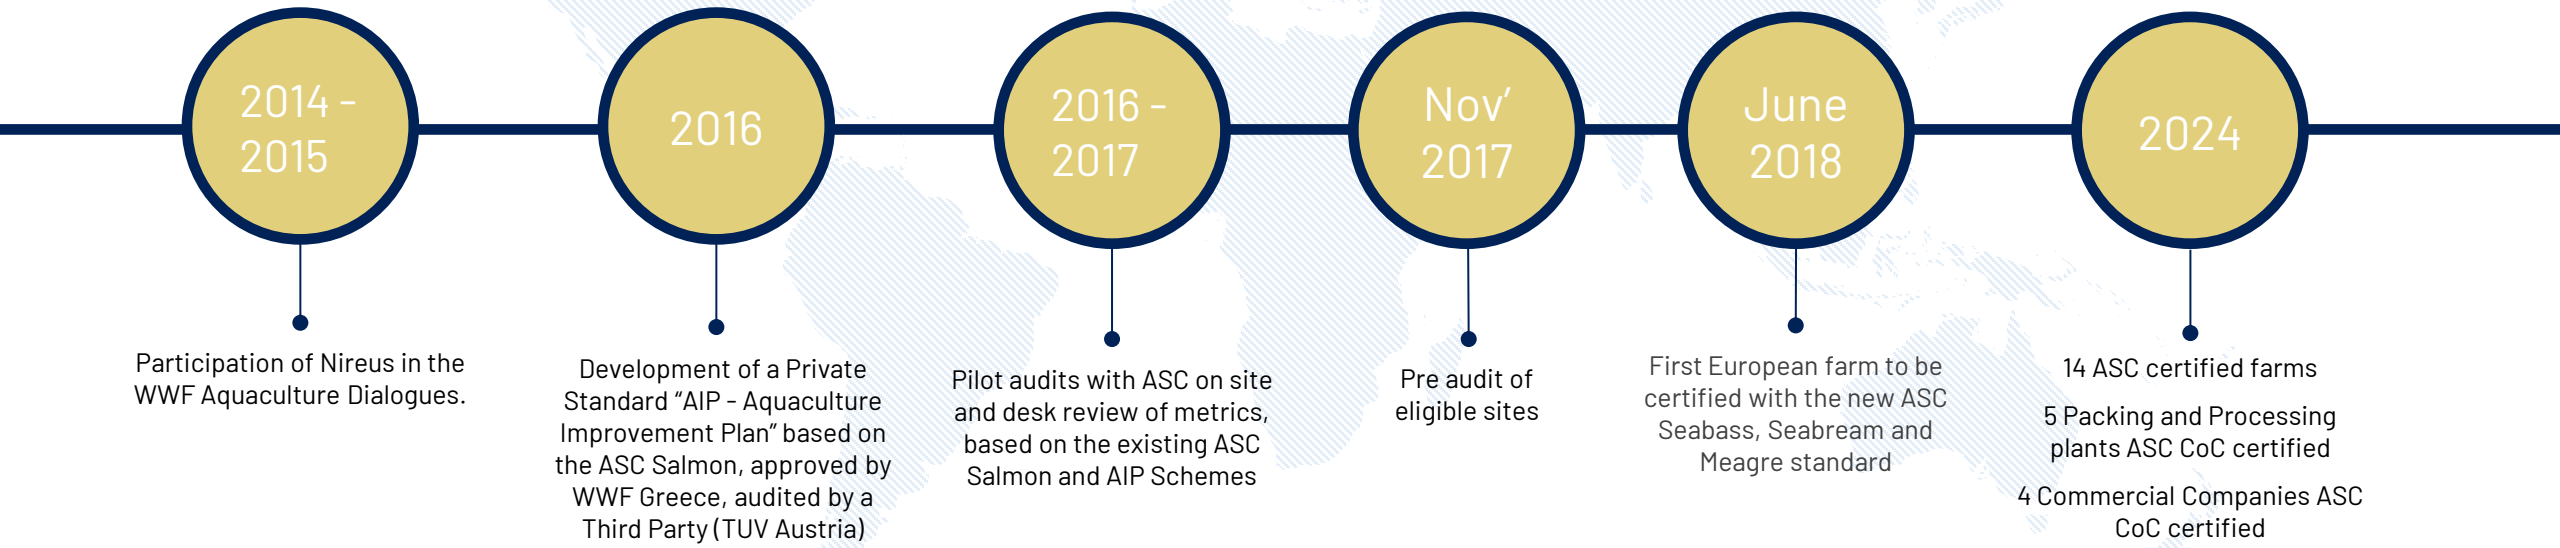 2014 -
2015
Participation of Nireus in the
WWF Aquaculture Dialogues.
2016
Development of a Private
Standard “AIP - Aquaculture
Improvement Plan” based on
the ASC Salmon, approved by
WWF Greece, audited by a
Third Party (TUV Austria)
2016 -
2017
Pilot audits with ASC on site
and desk review of metrics,
based on the existing ASC
Salmon and AIP Schemes
Nov’
2017
Pre audit of
eligible sites
June
2018
First European farm to be
certified with the new ASC
Seabass, Seabream and
Meagre standard
2024
14 ASC certified farms
5 Packing and Processing
plants ASC CoC certified
4 Commercial Companies ASC
CoC certified